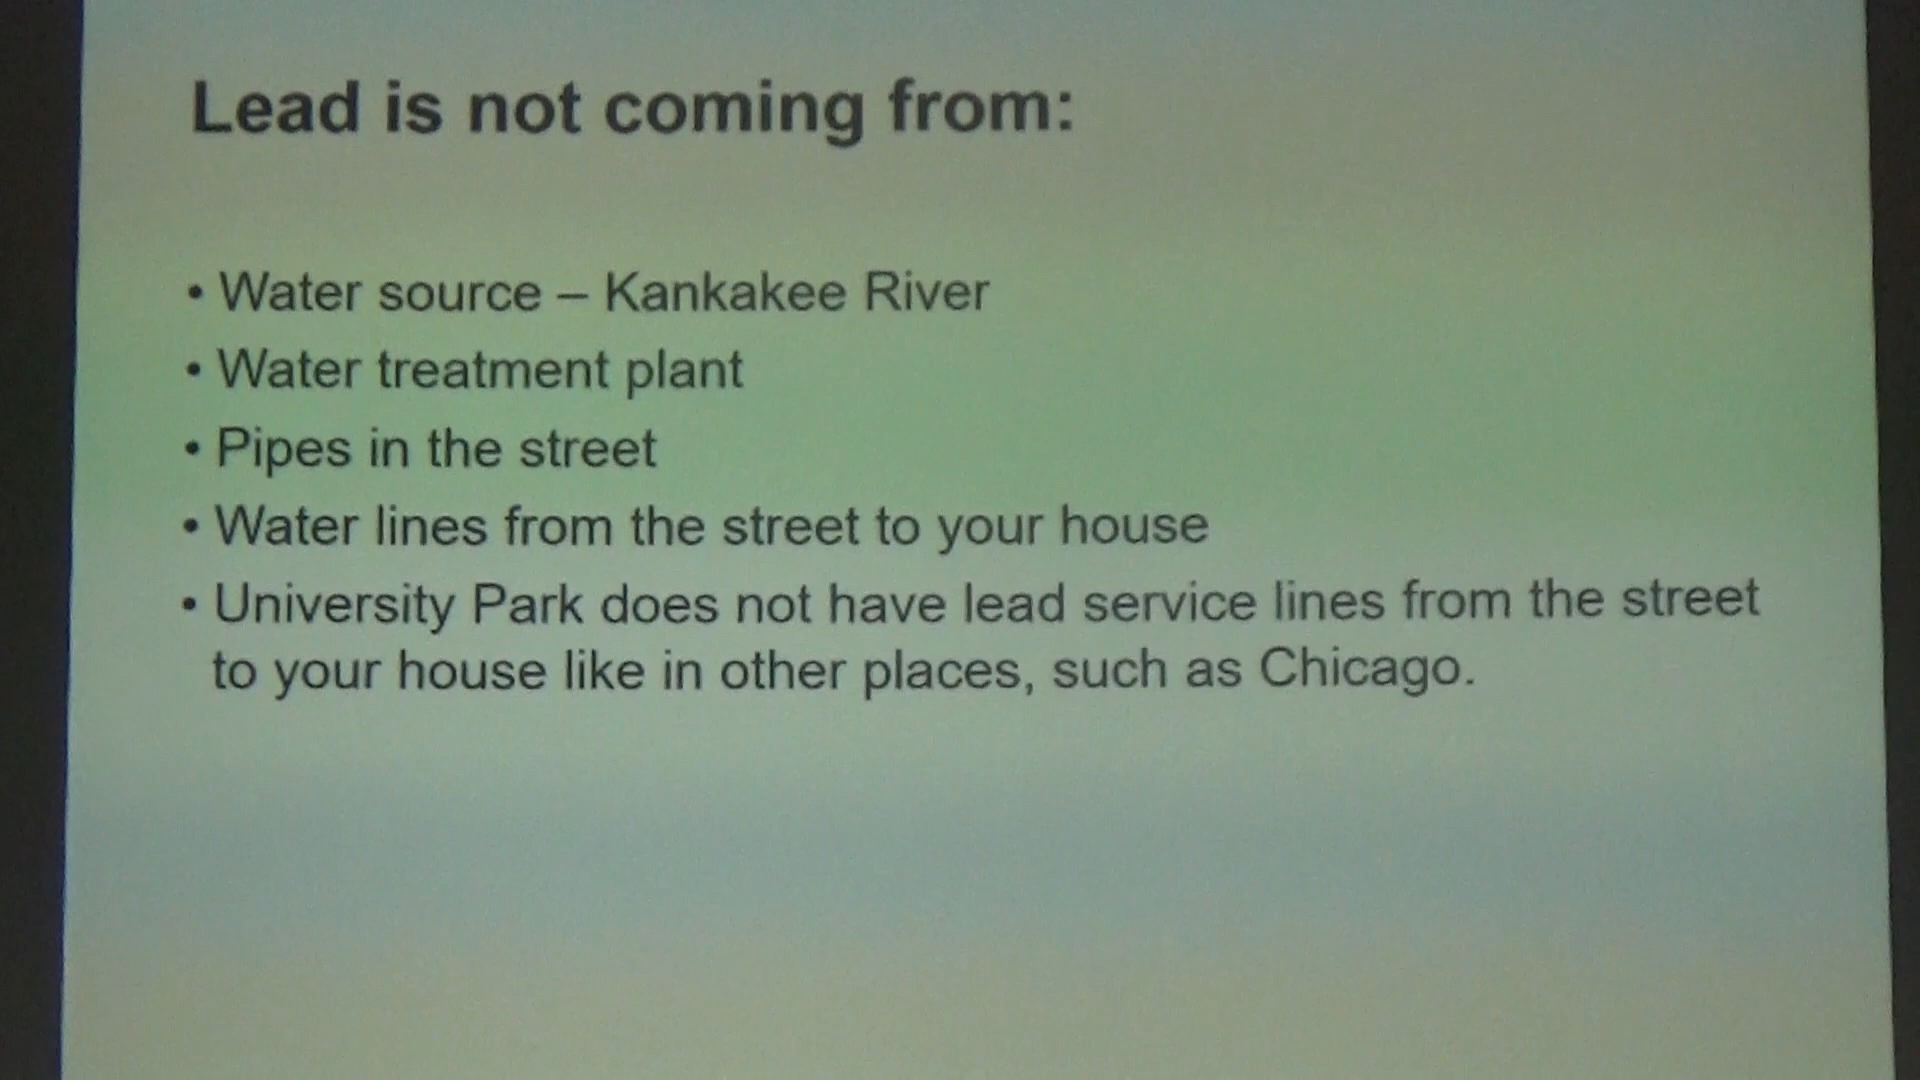 Lead is not coming from:
• Water source – Kankakee River
• Water treatment plant
• Pipes in the street
• Water lines from the street to your house
• University Park does not have lead service lines from the street
to your house like in other places, such as Chicago.